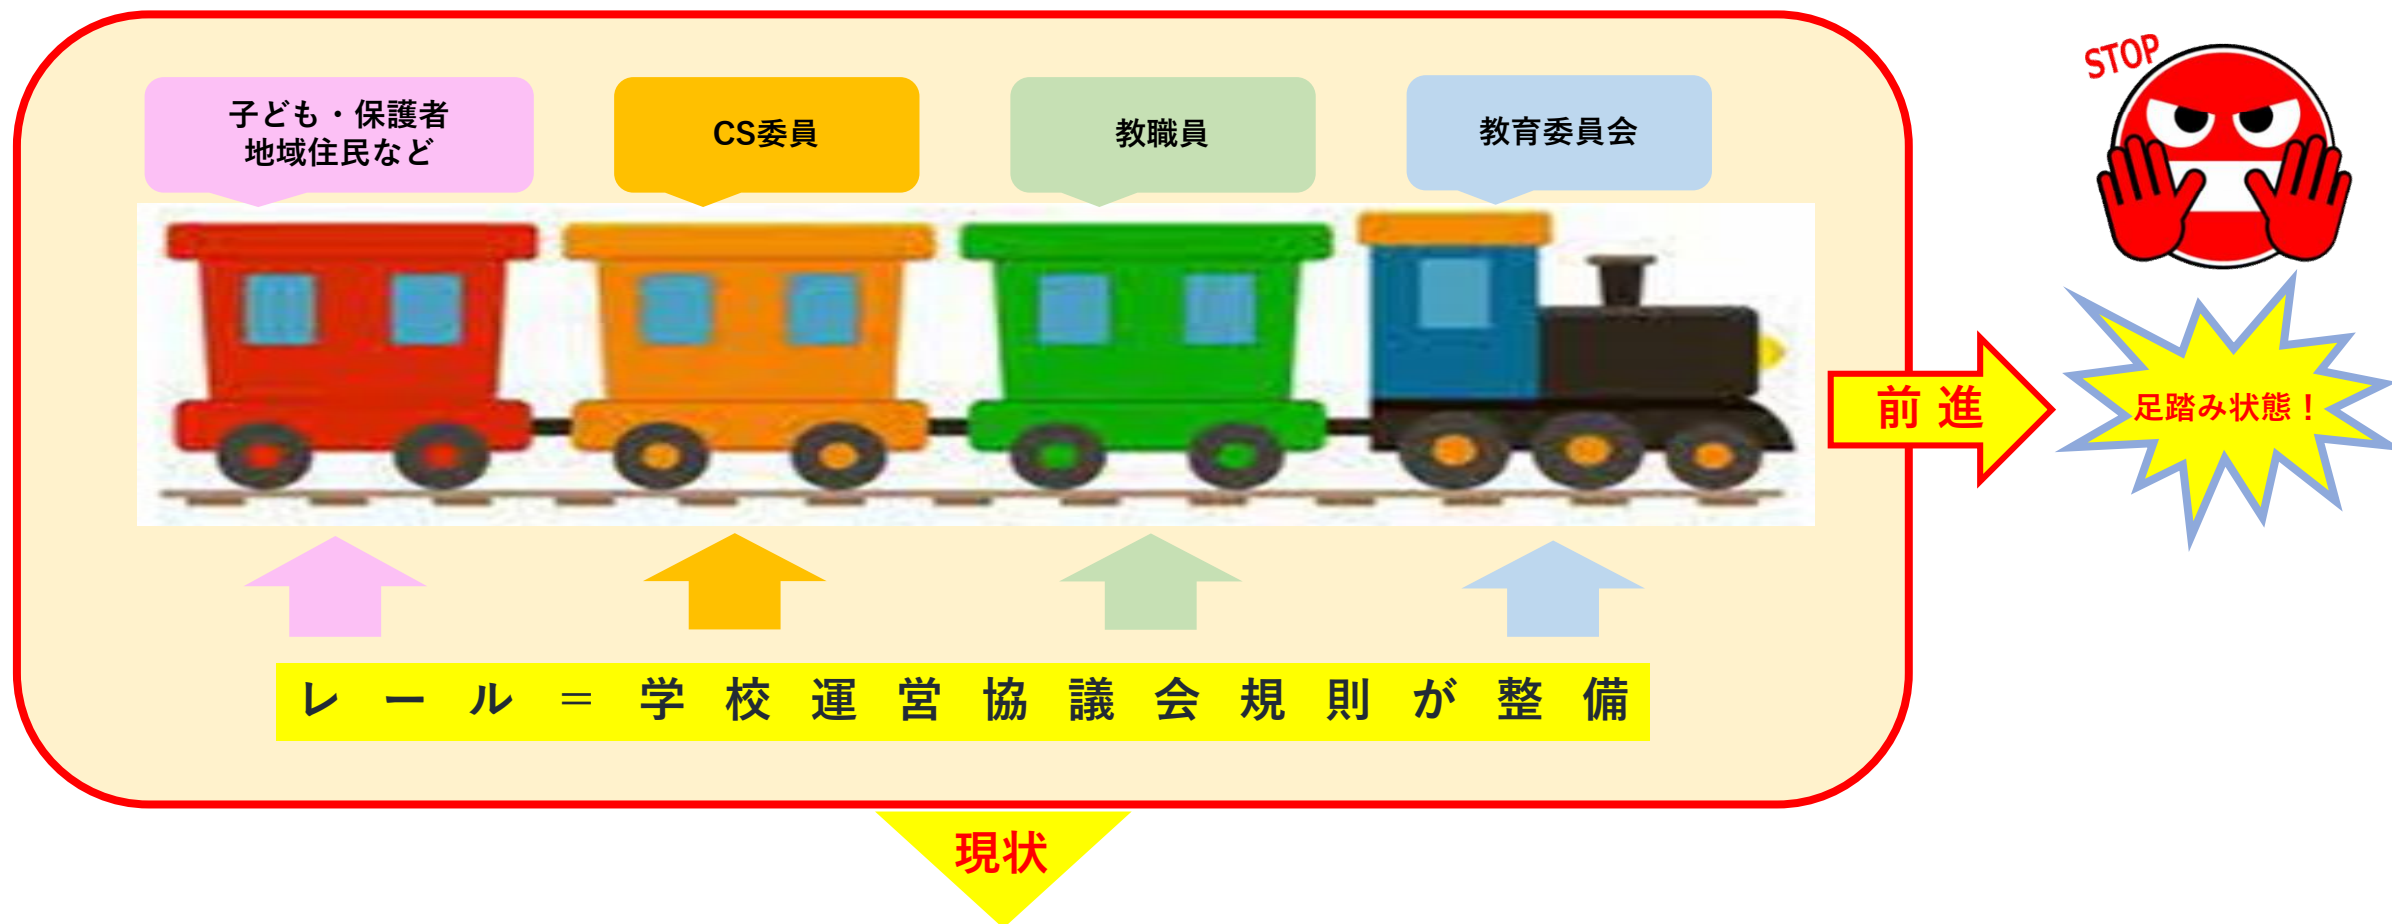 STOP
子ども・保護者
地域住民など
CS委員
教職員
教育委員会
前進
足踏み状態！
レール＝学校運営協議会規則が整備
現状